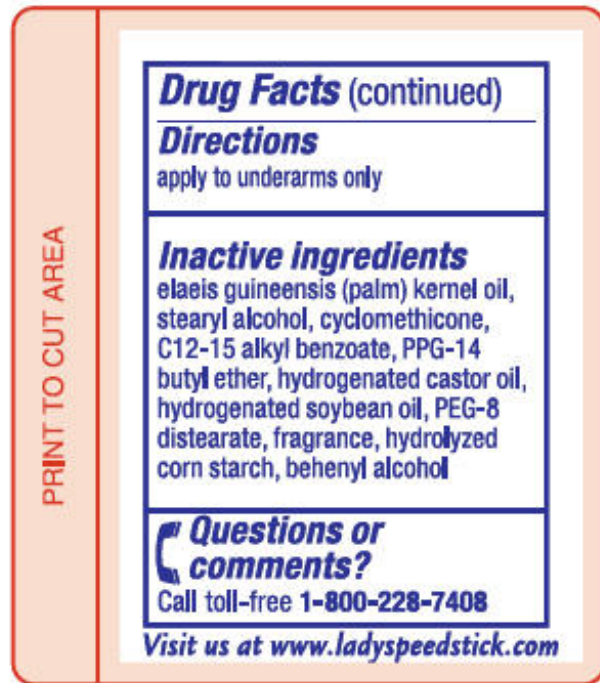 Drug Facts (continued)
Directions
apply to underarms only
Inactive ingredients
elaeis guineensis (palm) kernel oil,
stearyl alcohol, cyclomethicone,
C12-15 alkyl benzoate, PPG-14
butyl ether, hydrogenated castor oil,
hydrogenated soybean oil, PEG-8
distearate, fragrance, hydrolyzed
corn starch, behenyl alcohol
Questions or
comments?
Call toll-free 1-800-228-7408
Visit us at www.ladyspeedstick.com
PRINT TO CUT AREA